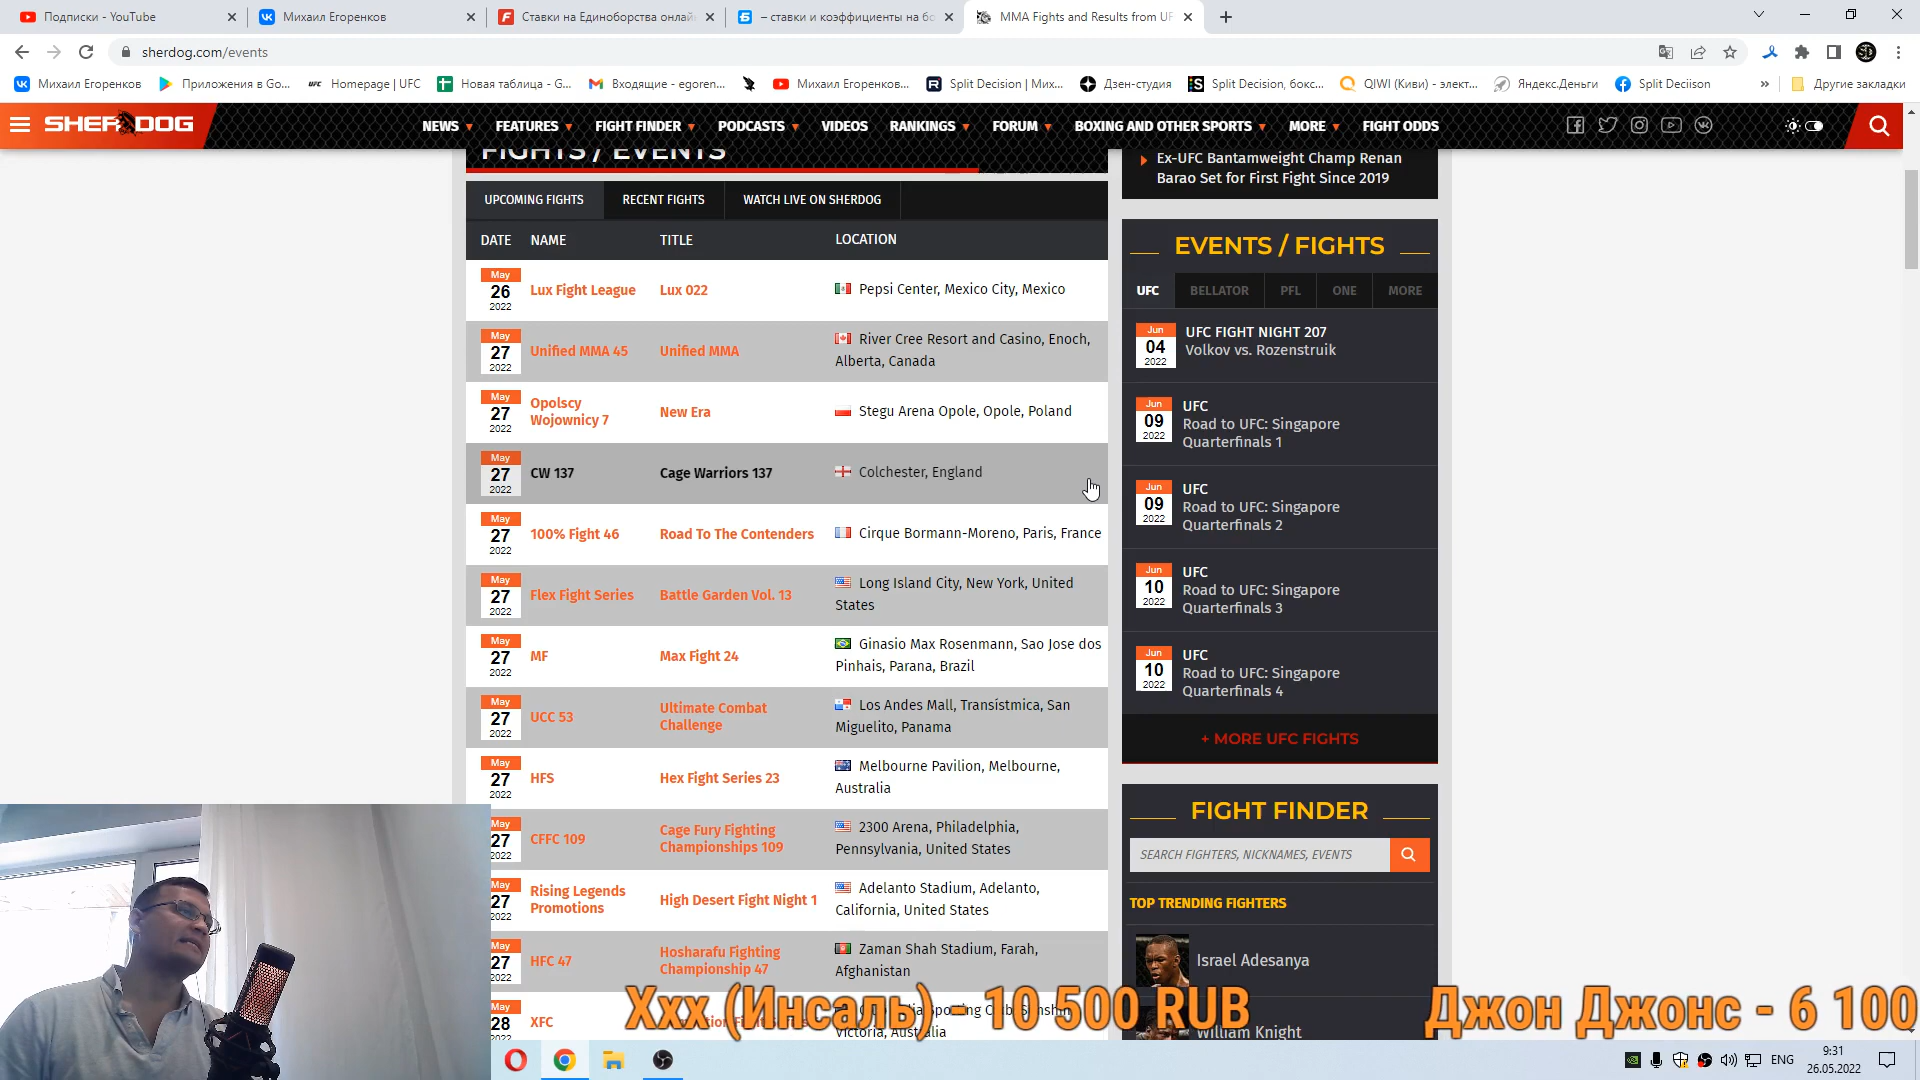 Подписки - YouTube
Михаил Егоренков
Ставки на Единоборства онлай
– ставки и коэффициенты на бо
MMA Fights and Results from UF
sherdog.com/events
Михаил Егоренков
Приложения в Go...
UFC Homepage | UFC
Новая таблица - G...
Входящие - egoren...
Михаил Егоренков...
Split Decision | Мих...
Дзен-студия
Split Decision, бокс...
QIWI (Киви) - элект...
Яндекс.Деньги
Split Deciison
»
Другие закладки
SHERDOG
NEWS
FEATURES
FIGHT FINDER
PODCASTS
VIDEOS
RANKINGS
FORUM
BOXING AND OTHER SPORTS
MORE
FIGHT ODDS
FIGHTS / EVENTS
UPCOMING FIGHTS
RECENT FIGHTS
WATCH LIVE ON SHERDOG
DATE NAME TITLE LOCATION
May 26 2022 Lux Fight League Lux 022 Pepsi Center, Mexico City, Mexico
May 27 2022 Unified MMA 45 Unified MMA River Cree Resort and Casino, Enoch,
Alberta, Canada
May 27 2022 Opolscy
Wojownicy 7 New Era Stegu Arena Opole, Opole, Poland
May 27 2022 CW 137 Cage Warriors 137 Colchester, England
May 27 2022 100% Fight 46 Road To The Contenders Cirque Bormann-Moreno, Paris, France
May 27 2022 Flex Fight Series Battle Garden Vol. 13 Long Island City, New York, United
States
May 27 2022 MF Max Fight 24 Ginasio Max Rosenmann, Sao Jose dos
Pinhais, Parana, Brazil
May 27 2022 UCC 53 Ultimate Combat
Challenge Los Andes Mall, Transístmica, San
Miguelito, Panama
May 27 2022 HFS Hex Fight Series 23 Melbourne Pavilion, Melbourne,
Australia
May 27 2022 CFFC 109 Cage Fury Fighting
Championships 109 2300 Arena, Philadelphia,
Pennsylvania, United States
May 27 2022 Rising Legends
Promotions High Desert Fight Night 1 Adelanto Stadium, Adelanto,
California, United States
May 27 2022 HFC 47 Hosharafu Fighting
Championship 47 Zaman Shah Stadium, Farah,
Afghanistan
May 28 XFC
Victoria, Australia
Ex-UFC Bantamweight Champ Renan
Barao Set for First Fight Since 2019
EVENTS / FIGHTS
UFC BELLATOR PFL ONE MORE
Jun 04 2022 UFC FIGHT NIGHT 207
Volkov vs. Rozenstruik
Jun 09 2022 UFC
Road to UFC: Singapore
Quarterfinals 1
Jun 09 2022 UFC
Road to UFC: Singapore
Quarterfinals 2
Jun 10 2022 UFC
Road to UFC: Singapore
Quarterfinals 3
Jun 10 2022 UFC
Road to UFC: Singapore
Quarterfinals 4
+ MORE UFC FIGHTS
FIGHT FINDER
SEARCH FIGHTERS, NICKNAMES, EVENTS
TOP TRENDING FIGHTERS
Israel Adesanya
William Knight
Ххх (Инсаль) - 10 500 RUB
Джон Джонс - 6 100
ENG
9:31
26.05.2022